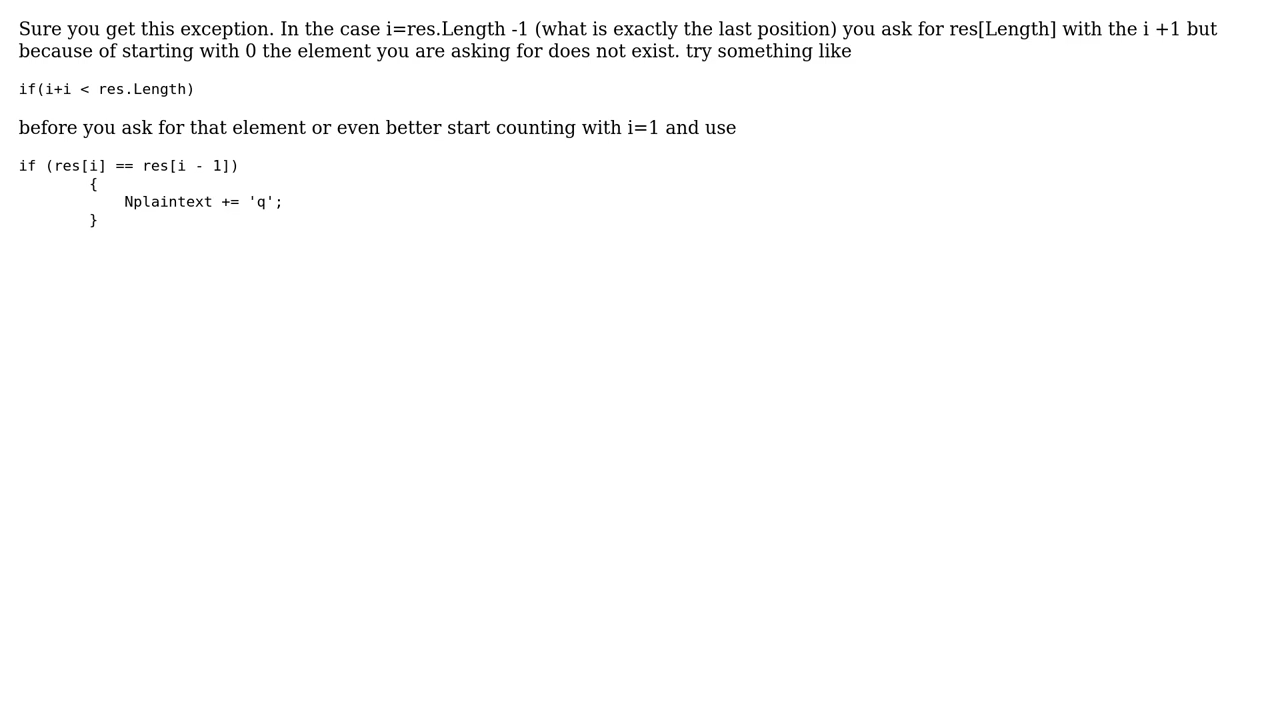 Sure you get this exception. In the case i=res.Length -1 (what is exactly the last position) you ask for res[Length] with the i +1 but
because of starting with 0 the element you are asking for does not exist. try something like
if(i+i < res.Length)
before you ask for that element or even better start counting with i=1 and use
if (res[i] == res[i - 1])
        {
            Nplaintext += 'q';
        }